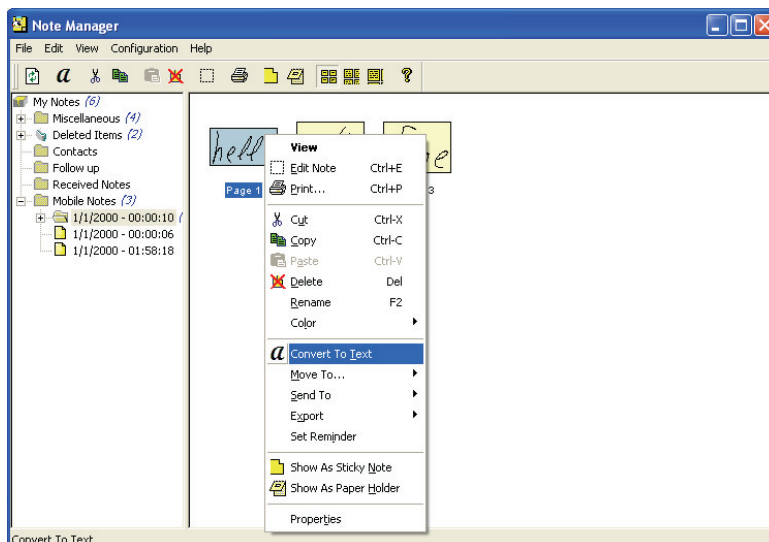 Note Manager
File Edit View Configuration Help
My Notes (6)
Miscellaneous (4)
Deleted Items (2)
Contacts
Follow up
Received Notes
Mobile Notes (3)
1/1/2000 - 00:00:10 (
1/1/2000 - 00:00:06
1/1/2000 - 01:58:18
hell
Page 1
3
View
Edit Note Ctrl+E
Print... Ctrl+P
Cut Ctrl-X
Copy Ctrl-C
Paste Ctrl-V
Delete Del
Rename F2
Color
Convert To Text
Move To...
Send To
Export
Set Reminder
Show As Sticky Note
Show As Paper Holder
Properties
Convert To Text